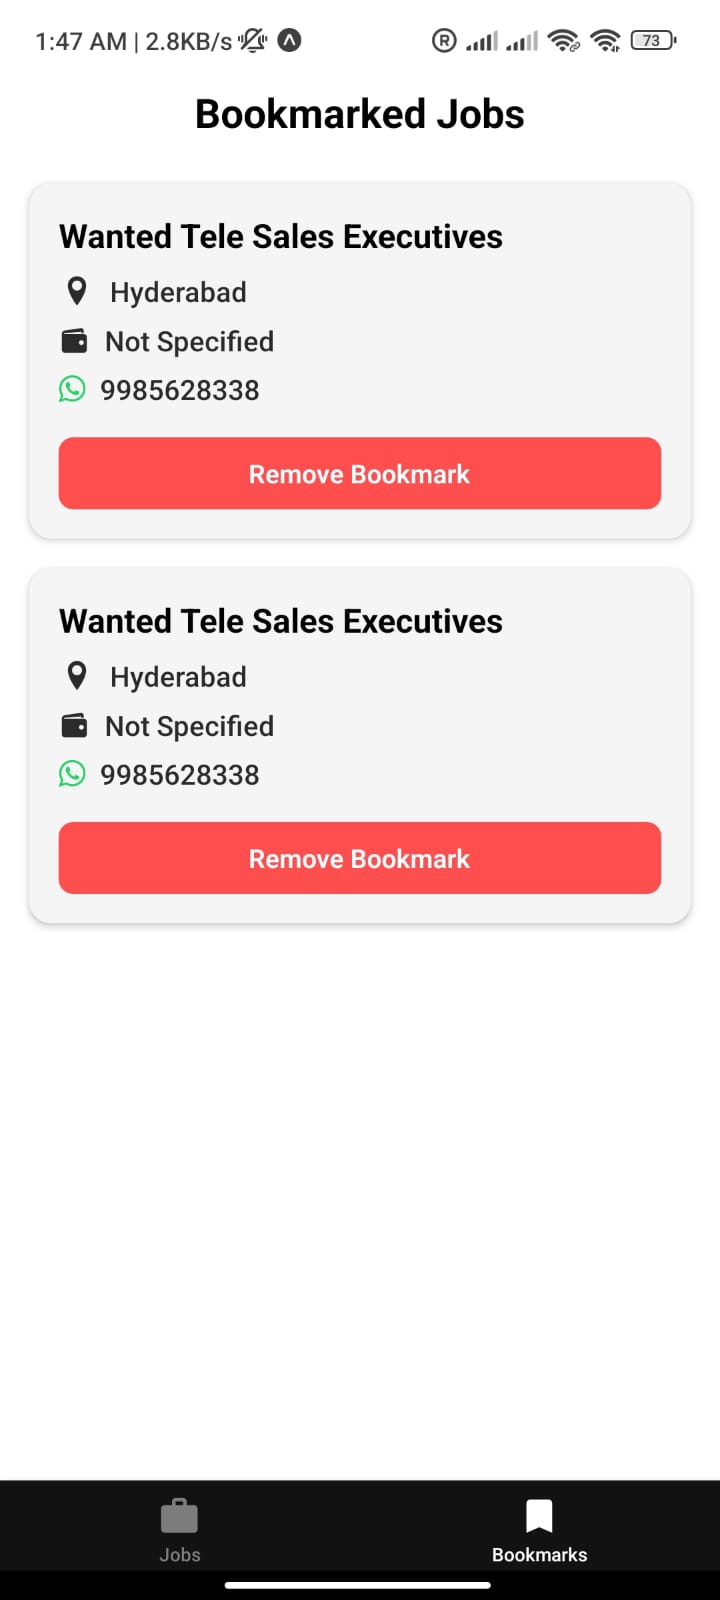 1:47 AM | 2.8KB/s
R
73
Bookmarked Jobs
Wanted Tele Sales Executives
Hyderabad
Not Specified
9985628338
Remove Bookmark
Wanted Tele Sales Executives
Hyderabad
Not Specified
9985628338
Remove Bookmark
Jobs
Bookmarks